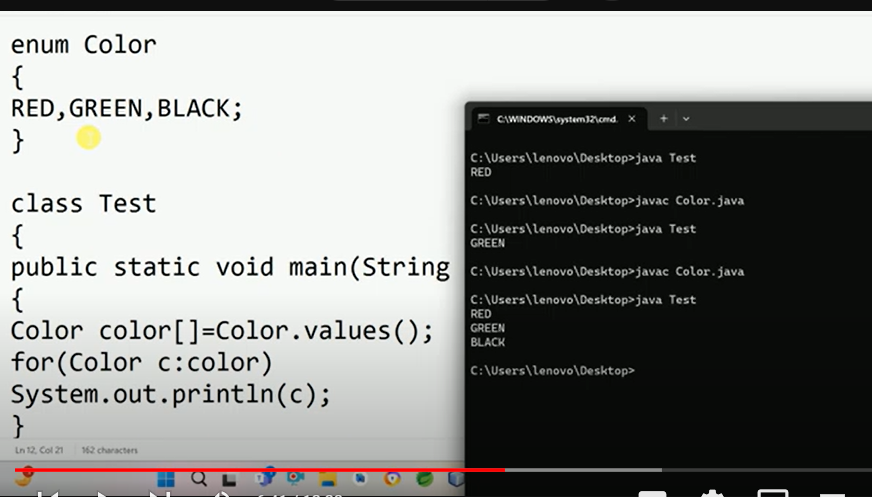 enum Color
{
RED,GREEN,BLACK;
}
class Test
{
public static void main(String
{
Color color[]=Color.values();
for(Color c:color)
System.out.println(c);
}
Ln 12, Col 21 162 characters
C:\WINDOWS\system32\cmd.
C:\Users\lenovo\Desktop>java Test
RED
C:\Users\lenovo\Desktop>javac Color.java
C:\Users\lenovo\Desktop>java Test
GREEN
C:\Users\lenovo\Desktop>javac Color.java
C:\Users\lenovo\Desktop>java Test
RED
GREEN
BLACK
C:\Users\lenovo\Desktop>